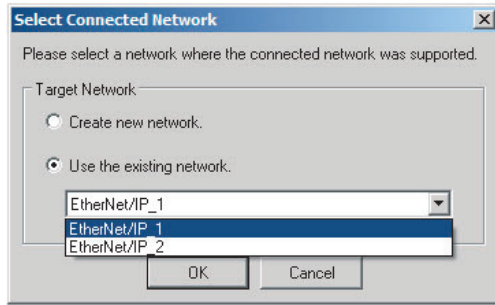 Select Connected Network
Please select a network where the connected network was supported.
Target Network
Create new network.
Use the existing network.
EtherNet/IP_1
EtherNet/IP_1
EtherNet/IP_2
OK Cancel